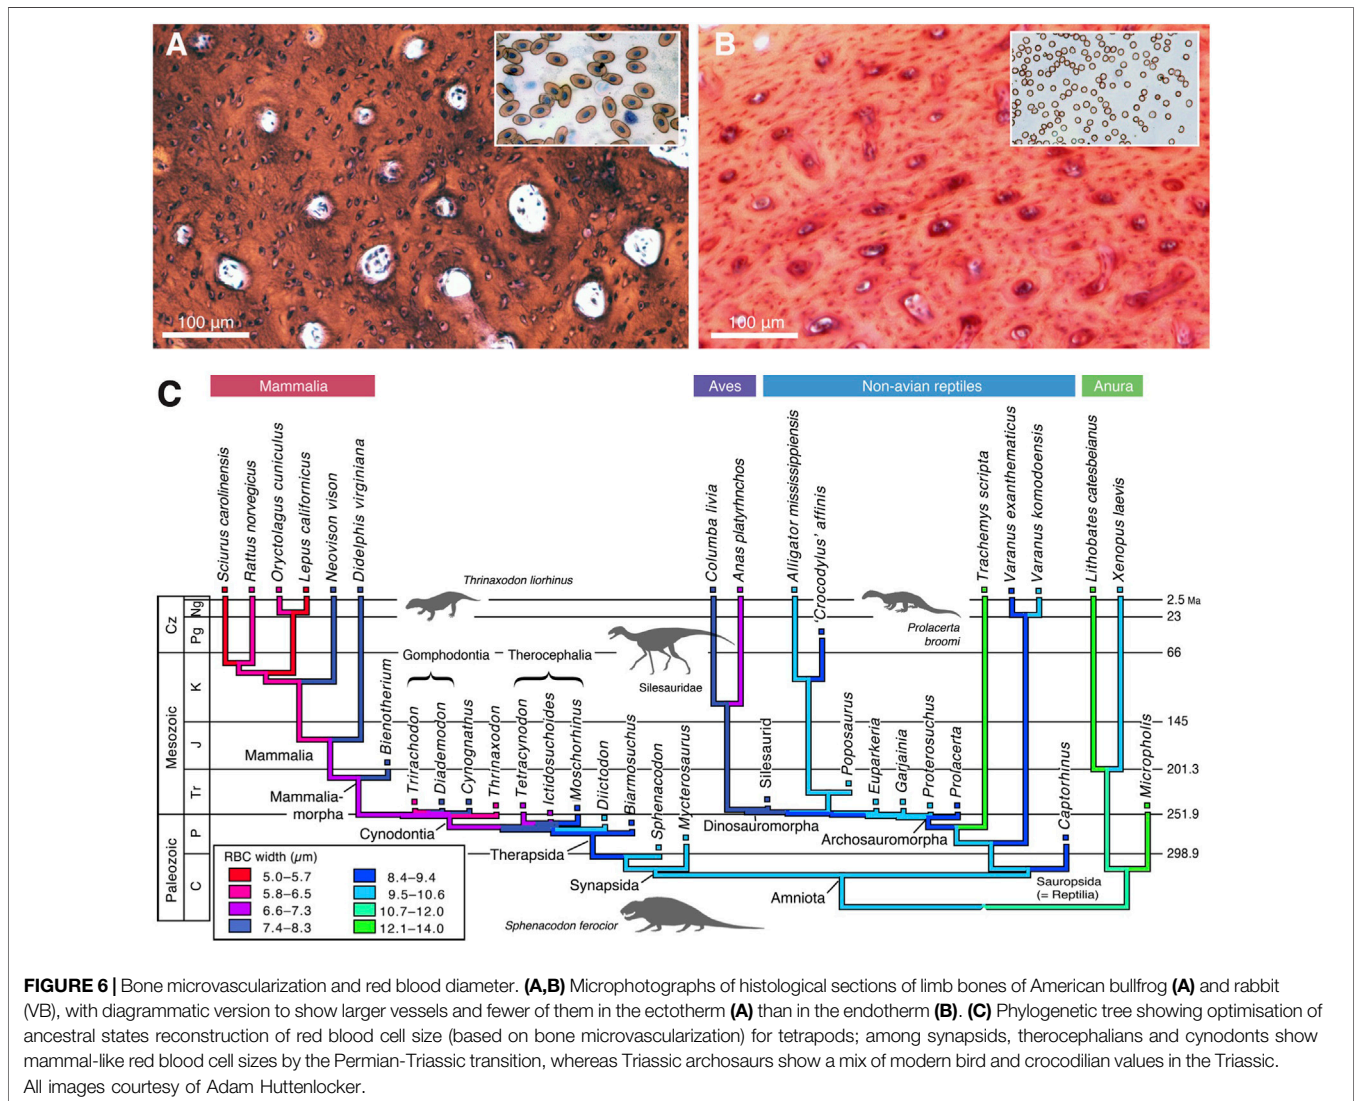 A
B
100 µm
100 µm
C
Mammalia
Aves
Non-avian reptiles
Anura
Sciurus carolinensis
Rattus norvegicus
Oryctolagus cuniculus
Lepus californicus
Neovison vison
Didelphis virginiana
Columba livia
Anas platyrhnchos
Alligator mississippiensis
‘Crocodylus’ affinis
Trachemys scripta
Varanus exanthematicus
Varanus komodoensis
Lithobates catesbeianus
Xenopus laevis
Thrinaxodon liorhinus
Prolacerta
broomi
Silesauridae
Gomphodontia
Therocephalia
Cz
Ng
Pg
Mesozoic
K
J
Tr
Paleozoic
P
C
2.5 Ma
23
66
145
201.3
251.9
298.9
Bienotherium
Trirachodon
Diademodon
Cynognathus
Thrinaxodon
Tetracynodon
Ictidosuchoides
Moschorhinus
Diictodon
Biarmosuchus
Sphenacodon
Mycterosaurus
Silesaurid
Poposaurus
Euparkeria
Garjainia
Proterosuchus
Prolacerta
Captorhinus
Micropholis
Mammalia
Mammalia-
morpha
Cynodontia
Therapsida
Synapsida
Dinosauromorpha
Archosauromorpha
Amniota
Sauropsida
(= Reptilia)
Sphenacodon ferocior
RBC width (µm)
5.0–5.7
5.8–6.5
6.6–7.3
7.4–8.3
8.4–9.4
9.5–10.6
10.7–12.0
12.1–14.0
FIGURE 6 | Bone microvascularization and red blood diameter. (A,B) Microphotographs of histological sections of limb bones of American bullfrog (A) and rabbit
(VB), with diagrammatic version to show larger vessels and fewer of them in the ectotherm (A) than in the endotherm (B). (C) Phylogenetic tree showing optimisation of
ancestral states reconstruction of red blood cell size (based on bone microvascularization) for tetrapods; among synapsids, therocephalians and cynodonts show
mammal-like red blood cell sizes by the Permian-Triassic transition, whereas Triassic archosaurs show a mix of modern bird and crocodilian values in the Triassic.
All images courtesy of Adam Huttenlocker.